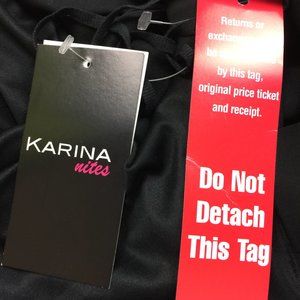 KARINA
nites
Returns or
by this tag,
original price ticket
and receipt.
Do Not
Detach
This Tag